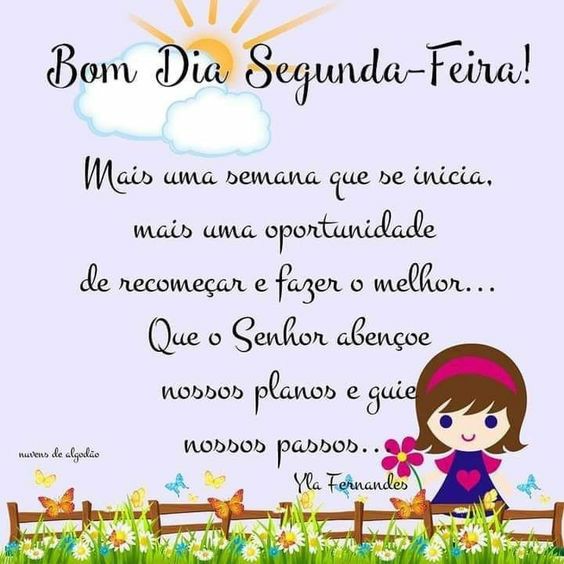 Bom Dia Segunda-Feira!
Mais uma semana que se inicia,
mais uma oportunidade
de recomeçar e fazer o melhor...
Que o Senhor abençoe
nossos planos e guie
nossos passos...
nuvens de algodão
Yla Fernandes